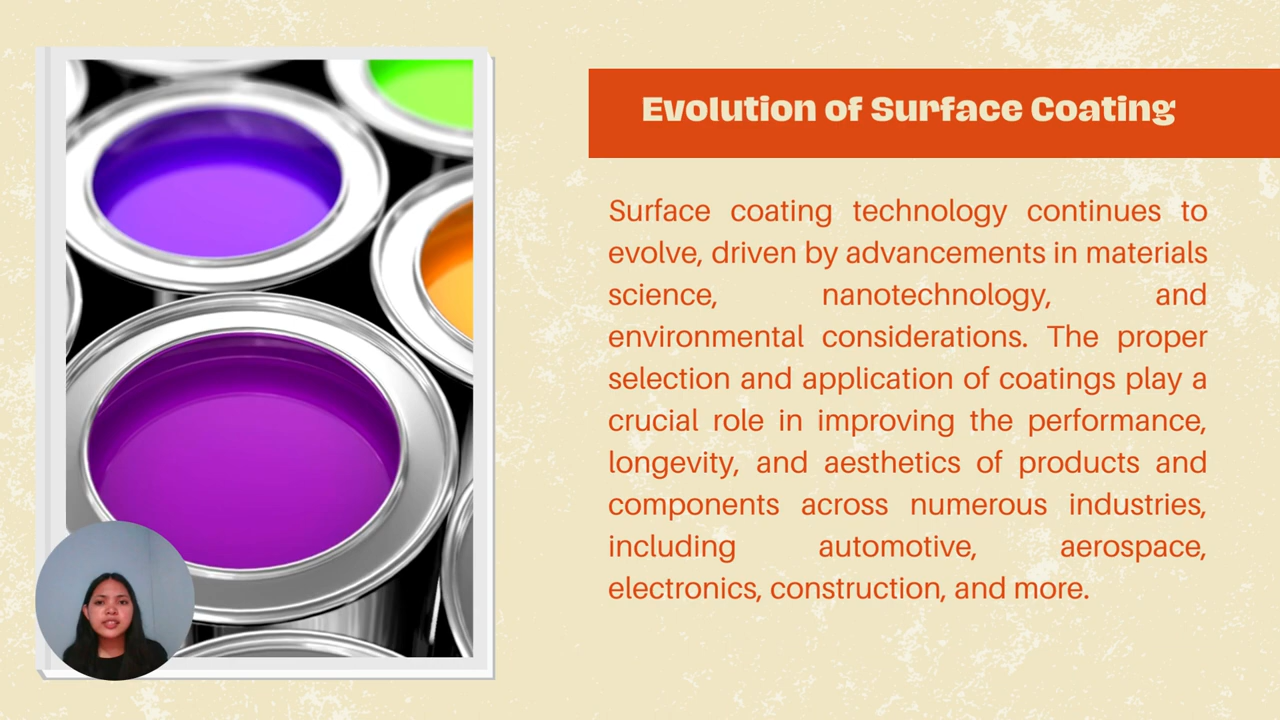 Evolution of Surface Coating
Surface coating technology continues to
evolve, driven by advancements in materials
science, nanotechnology, and
environmental considerations. The proper
selection and application of coatings play a
crucial role in improving the performance,
longevity, and aesthetics of products and
components across numerous industries,
including automotive, aerospace,
electronics, construction, and more.